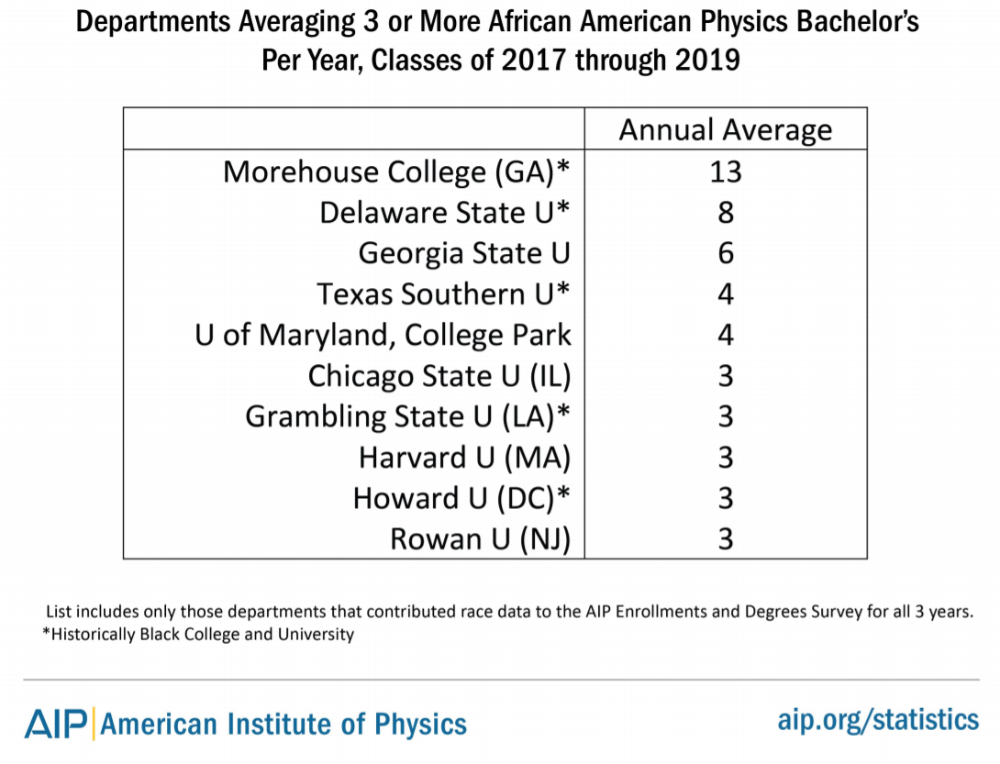 Departments Averaging 3 or More African American Physics Bachelor's
Per Year, Classes of 2017 through 2019
Annual Average
Morehouse College (GA)* 13
Delaware State U* 8
Georgia State U 6
Texas Southern U* 4
U of Maryland, College Park 4
Chicago State U (IL) 3
Grambling State U (LA)* 3
Harvard U (MA) 3
Howard U (DC)* 3
Rowan U (NJ) 3
List includes only those departments that contributed race data to the AIP Enrollments and Degrees Survey for all 3 years.
*Historically Black College and University
AIP American Institute of Physics
aip.org/statistics